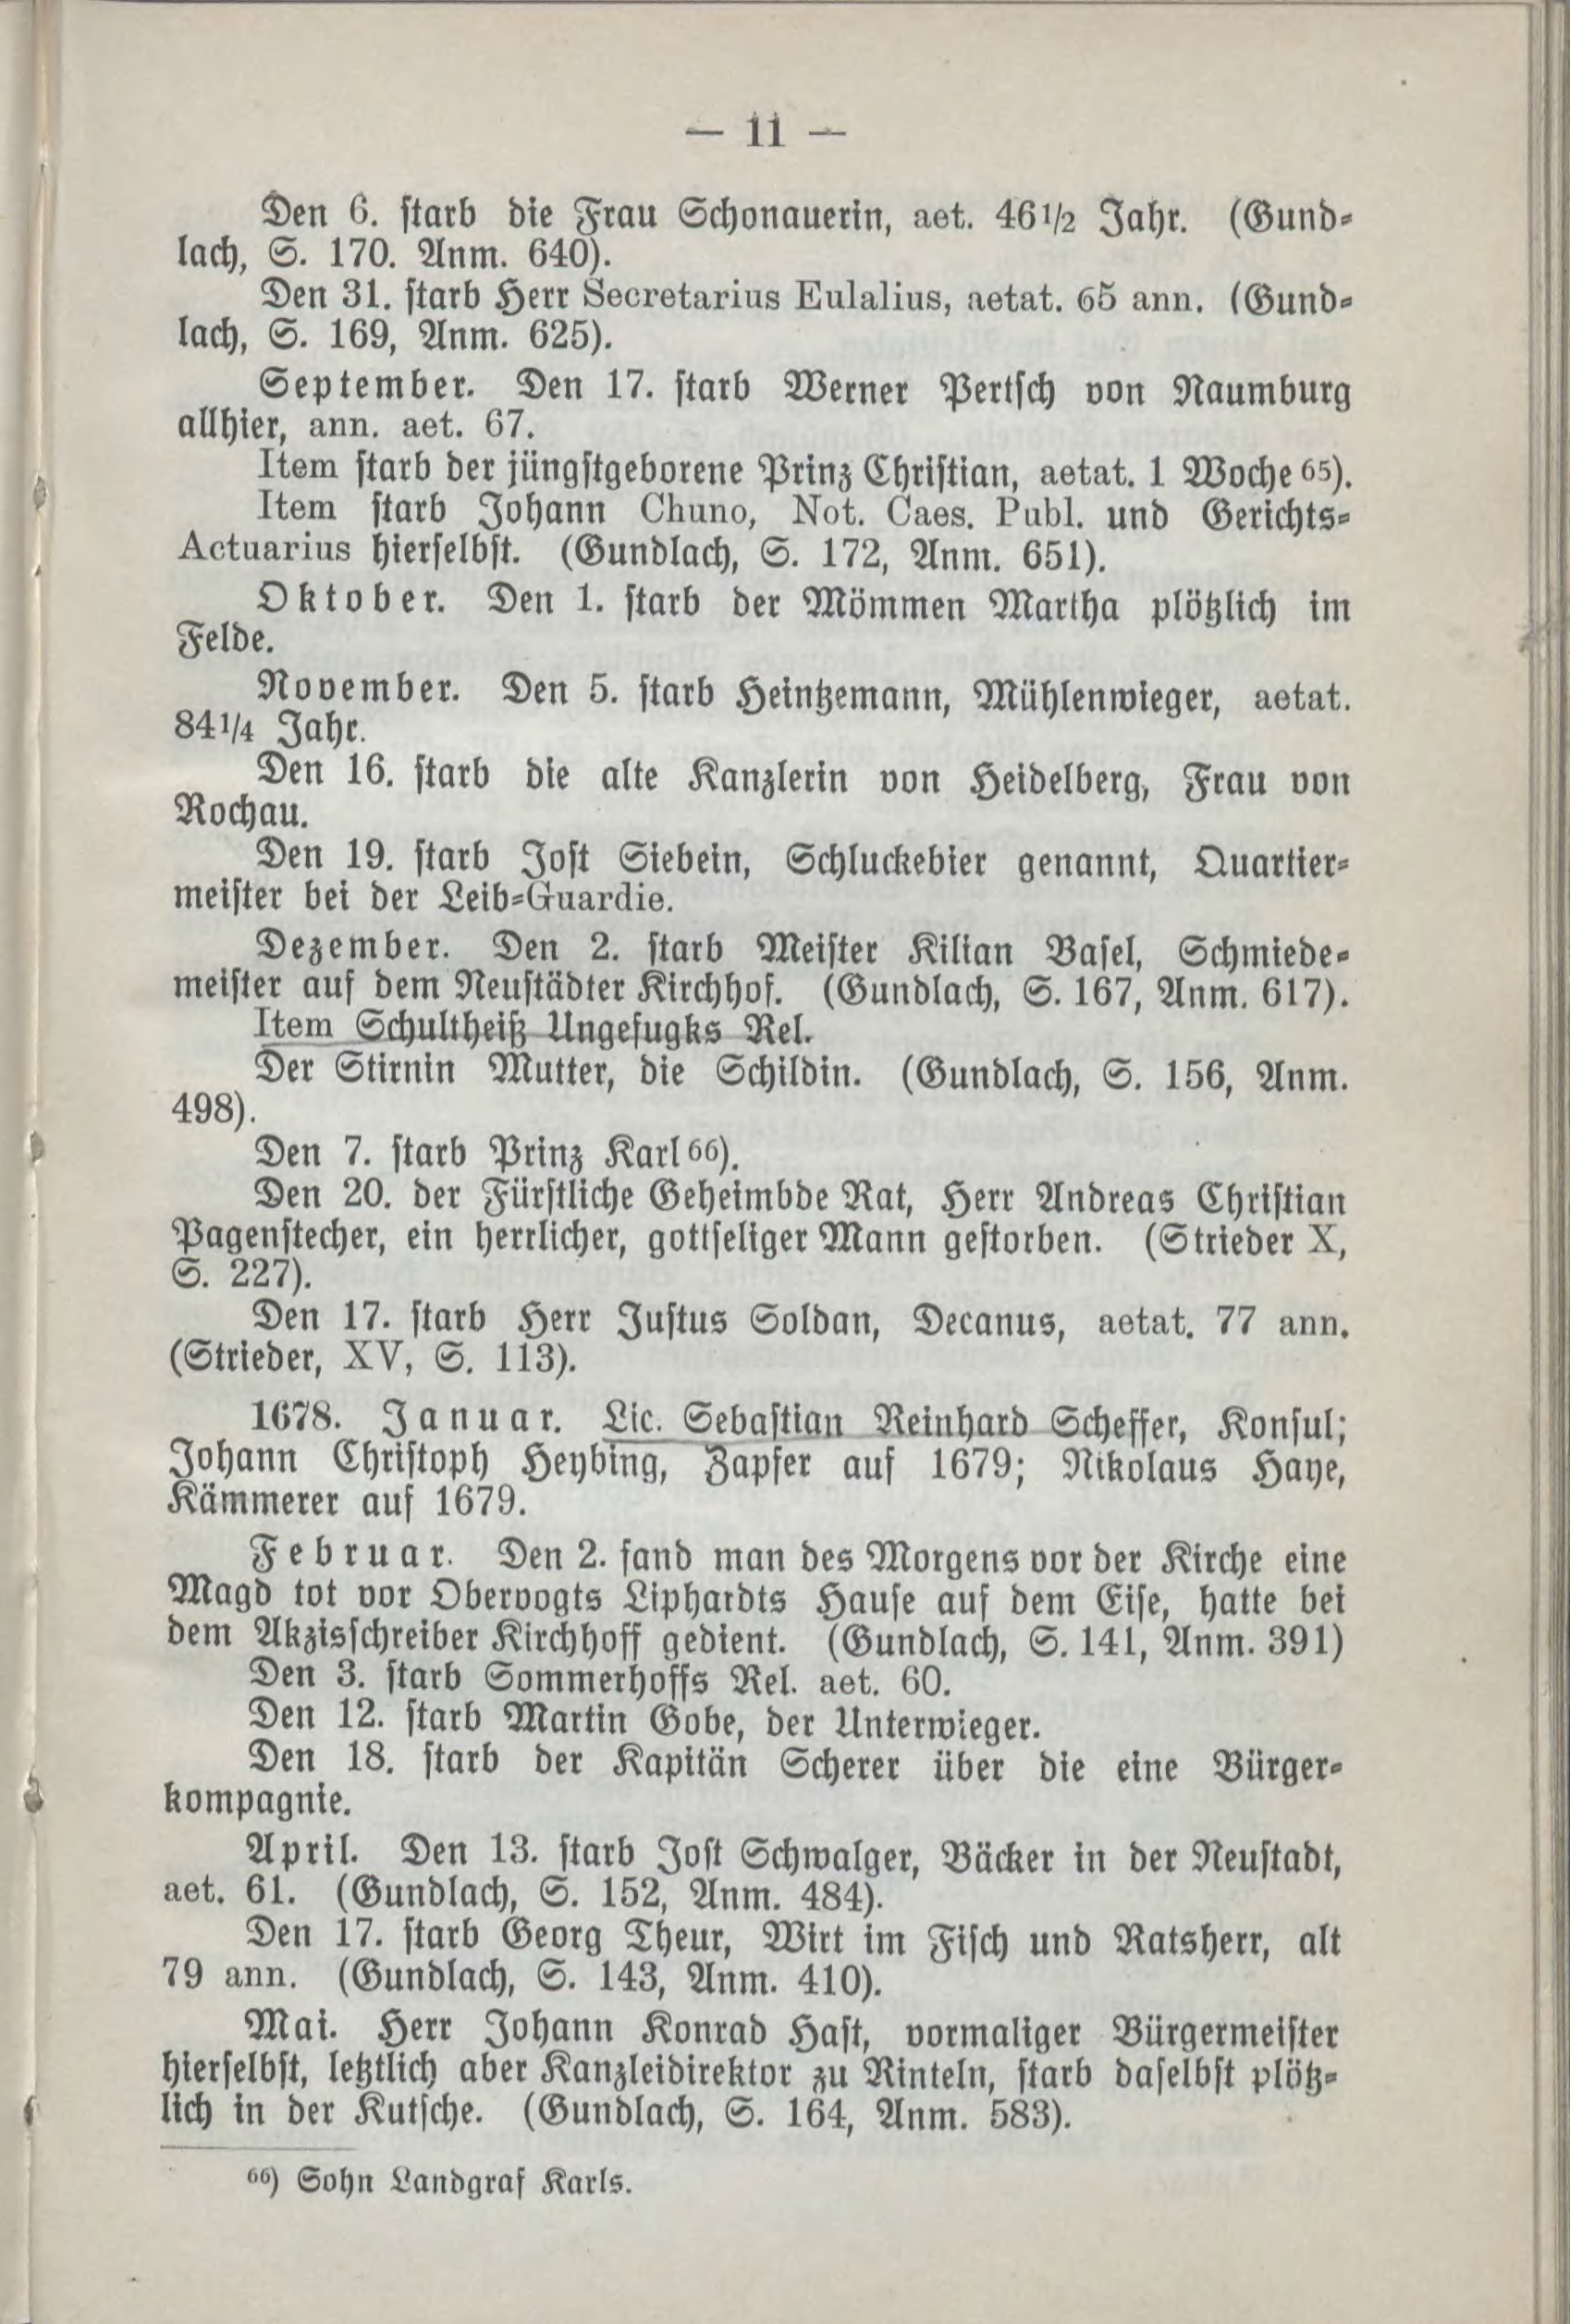 — 11 —
Den 6. starb die Frau Schonauerin, aet. 46 1/2 Jahr. (Gund-
lach, S. 170. Anm. 640).
Den 31. starb Herr Secretarius Eulalius, aetat. 65 ann. (Gund-
lach, S. 169, Anm. 625).
September. Den 17. starb Werner Pertsch von Naumburg
allhier, ann. aet. 67.
Item starb der jüngstgeborene Prinz Christian, aetat. 1 Woche 65).
Item starb Johann Chuno, Not. Caes. Publ. und Gerichts-
Actuarius hierselbst. (Gundlach, S. 172, Anm. 651).
Oktober. Den 1. starb der Mömmen Martha plötzlich im
Felde.
November. Den 5. starb Heintzemann, Mühlenwieger, aetat.
84 1/4 Jahr.
Den 16. starb die alte Kanzlerin von Heidelberg, Frau von
Rochau.
Den 19. starb Jost Siebein, Schluckebier genannt, Quartier-
meister bei der Leib-Guardie.
Dezember. Den 2. starb Meister Kilian Basel, Schmiede-
meister auf dem Neustädter Kirchhof. (Gundlach, S. 167, Anm. 617).
Item Schultheiß Ungefugks Rel.
Der Stirnin Mutter, die Schildin. (Gundlach, S. 156, Anm.
498).
Den 7. starb Prinz Karl 66).
Den 20. der Fürstliche Geheimbde Rat, Herr Andreas Christian
Pagenstecher, ein herrlicher, gottseliger Mann gestorben. (Strieder X,
S. 227).
Den 17. starb Herr Justus Soldan, Decanus, aetat. 77 ann.
(Strieder, XV, S. 113).
1678. Januar. Lic. Sebastian Reinhard Scheffer, Konsul;
Johann Christoph Heybing, Zapfer auf 1679; Nikolaus Haye,
Kämmerer auf 1679.
Februar. Den 2. fand man des Morgens vor der Kirche eine
Magd tot vor Obervogts Liphardts Hause auf dem Eise, hatte bei
dem Akzisschreiber Kirchhoff gedient. (Gundlach, S. 141, Anm. 391)
Den 3. starb Sommerhoffs Rel. aet. 60.
Den 12. starb Martin Gobe, der Unterwieger.
Den 18. starb der Kapitän Scherer über die eine Bürger-
kompagnie.
April. Den 13. starb Jost Schwalger, Bäcker in der Neustadt,
aet. 61. (Gundlach, S. 152, Anm. 484).
Den 17. starb Georg Theur, Wirt im Fisch und Ratsherr, alt
79 ann. (Gundlach, S. 143, Anm. 410).
Mai. Herr Johann Konrad Hast, vormaliger Bürgermeister
hierselbst, letztlich aber Kanzleidirektor zu Rinteln, starb daselbst plötz-
lich in der Kutsche. (Gundlach, S. 164, Anm. 583).
66) Sohn Landgraf Karls.